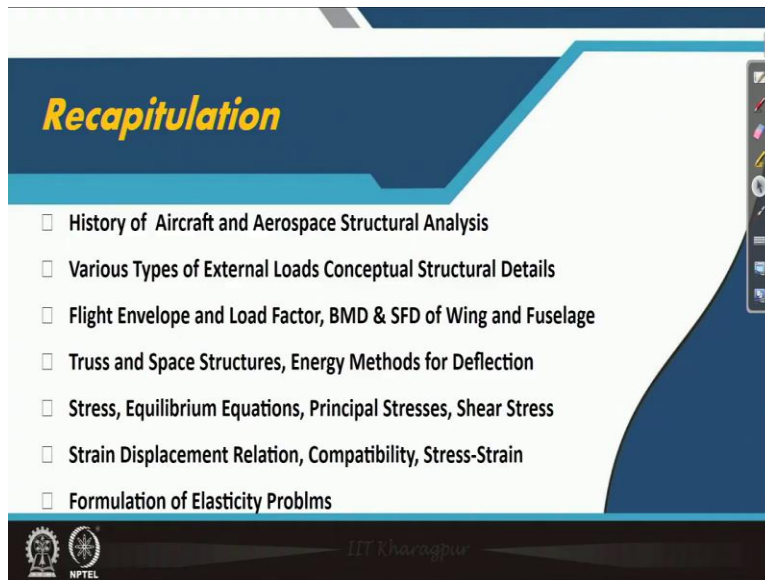 Recapitulation
History of Aircraft and Aerospace Structural Analysis
Various Types of External Loads Conceptual Structural Details
Flight Envelope and Load Factor, BMD & SFD of Wing and Fuselage
Truss and Space Structures, Energy Methods for Deflection
Stress, Equilibrium Equations, Principal Stresses, Shear Stress
Strain Displacement Relation, Compatibility, Stress-Strain
Formulation of Elasticity Problms
IIT Kharagpur
NPTEL